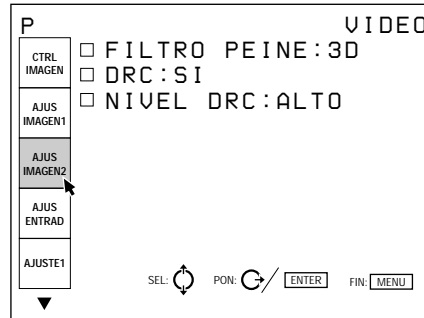 P VIDEO
CTRL
IMAGEN
AJUS
IMAGEN1
AJUS
IMAGEN2
AJUS
ENTRAD
AJUSTE1
□ FILTRO PEINE:3D
□ DRC:SI
□ NIVEL DRC:ALTO
SEL: PON: / ENTER FIN: MENU